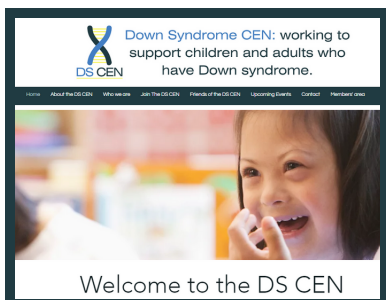 Down Syndrome CEN: working to
support children and adults who
have Down syndrome.
DS CEN
Home About the DS CEN Who we are Join The DS CEN Friends of the DS CEN Upcoming Events Contact Members' area
Welcome to the DS CEN